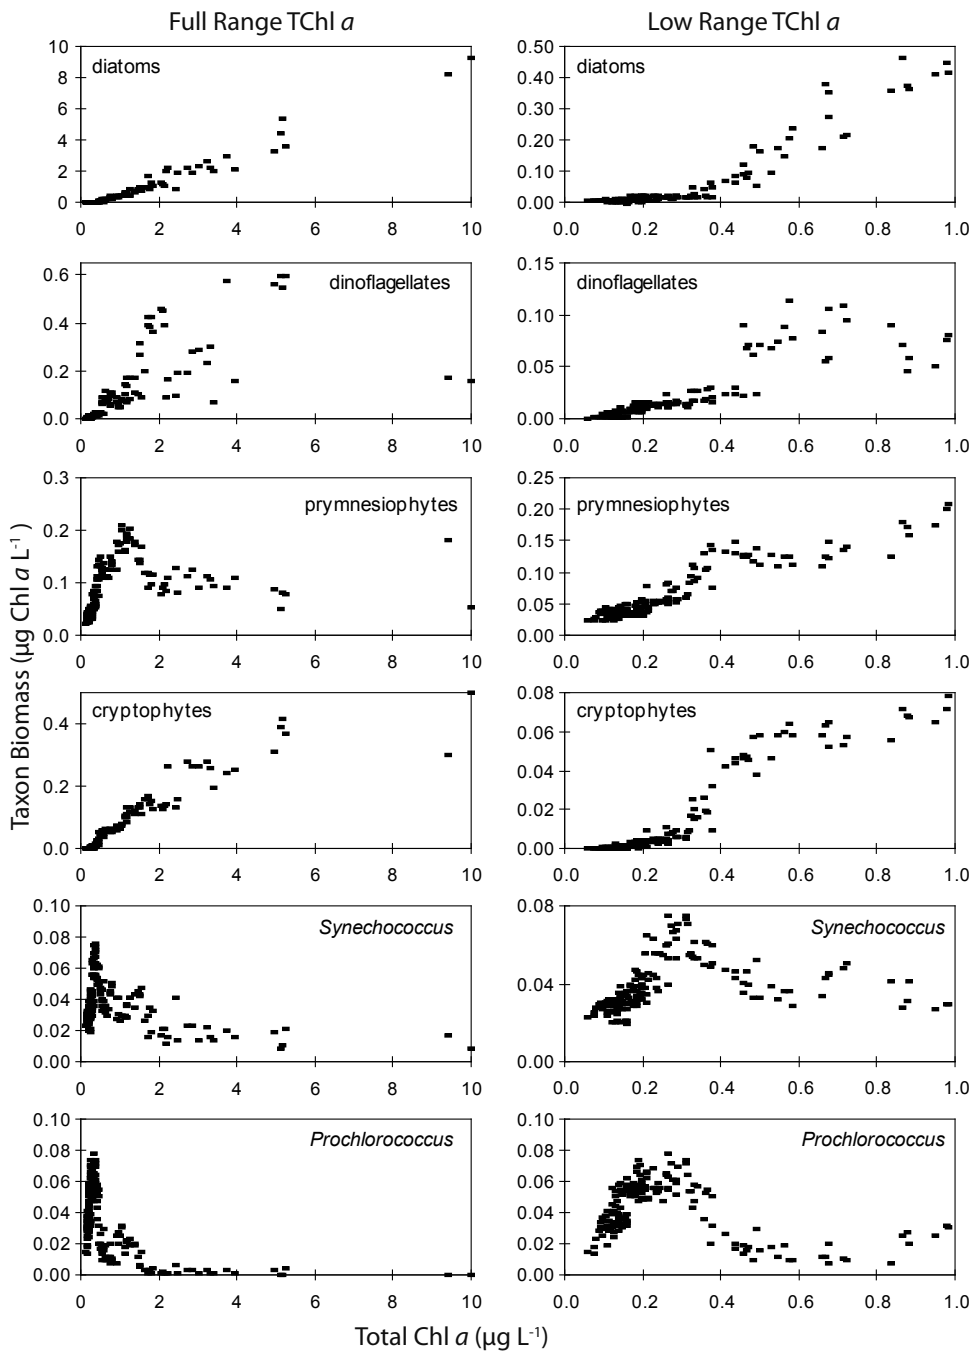 Full Range TChl a
Low Range TChl a
Taxon Biomass (µg Chl a L-1)
10
8
6
4
2
0
diatoms
0 2 4 6 8 10
0.50
0.40
0.30
0.20
0.10
0.00
diatoms
0.0 0.2 0.4 0.6 0.8 1.0
0.6
0.4
0.2
0.0
dinoflagellates
0 2 4 6 8 10
0.15
0.10
0.05
0.00
dinoflagellates
0.0 0.2 0.4 0.6 0.8 1.0
0.3
0.2
0.1
0.0
prymnesiophytes
0 2 4 6 8 10
0.25
0.20
0.15
0.10
0.05
0.00
prymnesiophytes
0.0 0.2 0.4 0.6 0.8 1.0
0.4
0.2
0.0
cryptophytes
0 2 4 6 8 10
0.08
0.06
0.04
0.02
0.00
cryptophytes
0.0 0.2 0.4 0.6 0.8 1.0
0.10
0.08
0.06
0.04
0.02
0.00
Synechococcus
0 2 4 6 8 10
0.08
0.04
0.00
Synechococcus
0.0 0.2 0.4 0.6 0.8 1.0
0.10
0.08
0.06
0.04
0.02
0.00
Prochlorococcus
0 2 4 6 8 10
0.10
0.08
0.06
0.04
0.02
0.00
Prochlorococcus
0.0 0.2 0.4 0.6 0.8 1.0
Total Chl a (µg L-1)